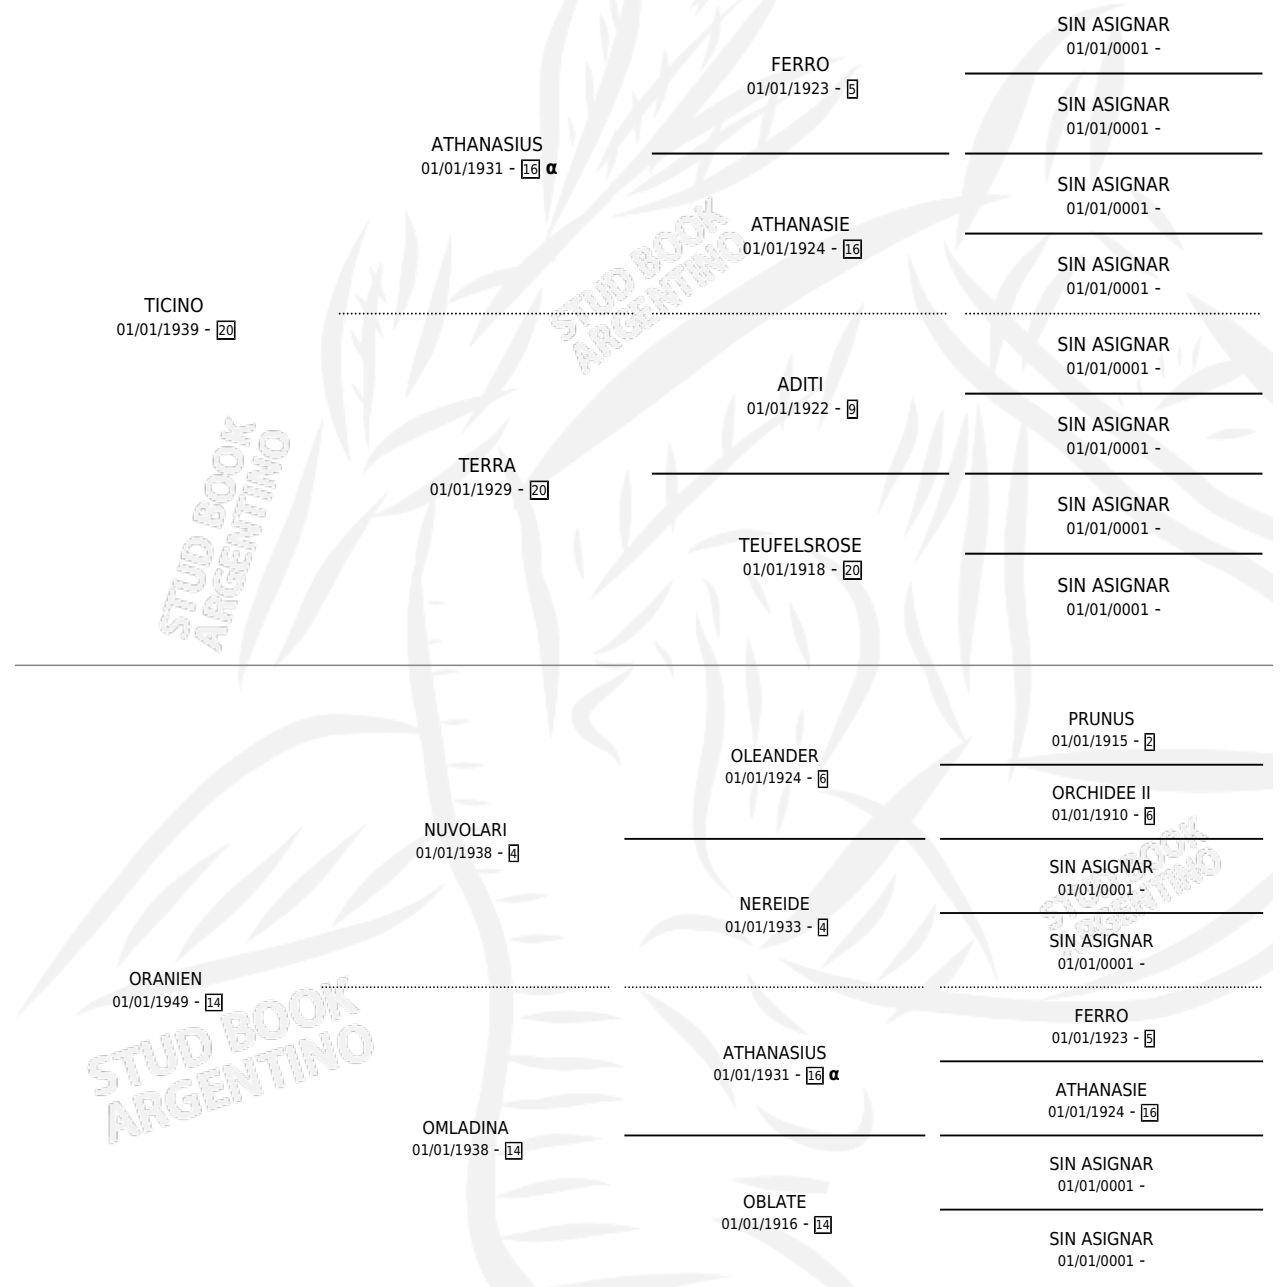 SIN ASIGNAR
01/01/0001 -
FERRO
01/01/1923 - 5
SIN ASIGNAR
01/01/0001 -
ATHANASIUS
01/01/1931 - 16 α
SIN ASIGNAR
01/01/0001 -
ATHANASIE
01/01/1924 - 16
SIN ASIGNAR
01/01/0001 -
TICINO
01/01/1939 - 20
SIN ASIGNAR
01/01/0001 -
ADITI
01/01/1922 - 9
SIN ASIGNAR
01/01/0001 -
TERRA
01/01/1929 - 20
SIN ASIGNAR
01/01/0001 -
TEUFELSROSE
01/01/1918 - 20
SIN ASIGNAR
01/01/0001 -
PRUNUS
01/01/1915 - 2
OLEANDER
01/01/1924 - 6
ORCHIDEE II
01/01/1910 - 6
NUVOLARI
01/01/1938 - 4
SIN ASIGNAR
01/01/0001 -
NEREIDE
01/01/1933 - 4
SIN ASIGNAR
01/01/0001 -
ORANIEN
01/01/1949 - 14
FERRO
01/01/1923 - 5
ATHANASIUS
01/01/1931 - 16 α
ATHANASIE
01/01/1924 - 16
OMLADINA
01/01/1938 - 14
SIN ASIGNAR
01/01/0001 -
OBLATE
01/01/1916 - 14
SIN ASIGNAR
01/01/0001 -
STUD BOOK
ARGENTINO
STUD BOOK
ARGENTINO
STUD BOOK
ARGENTINO
STUD BOOK
ARGENTINO